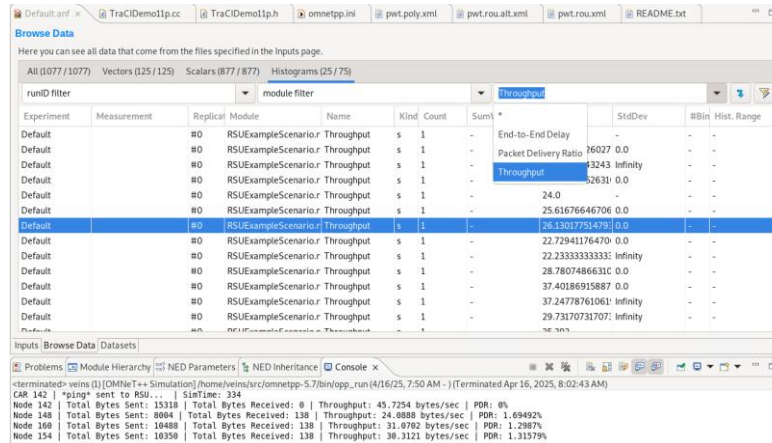 Default.anf TraCIDemo11p.cc TraCIDemo11p.h omnetpp.ini pwt.poly.xml pwt.rou.alt.xml pwt.rou.xml README.txt
Browse Data
Here you can see all data that come from the files specified in the Inputs page.
All (1077 / 1077) Vectors (125 / 125) Scalars (877 / 877) Histograms (25 / 75)
runID filter module filter Throughput
Experiment Measurement Replicat Module Name Kind Count StdDev #Bin Hist. Range
*
End-to-End Delay
Packet Delivery Ratio
Throughput
Default #0 RSUExampleScenario.r Throughput s 1 - - - -
Default #0 RSUExampleScenario.r Throughput s 1 - 26027 0.0 - -
Default #0 RSUExampleScenario.r Throughput s 1 - 43243 Infinity - -
Default #0 RSUExampleScenario.r Throughput s 1 - 0.0 - -
Default #0 RSUExampleScenario.r Throughput s 1 - 24.0 - - -
Default #0 RSUExampleScenario.r Throughput s 1 - 25.61676646706 0.0 - -
Default #0 RSUExampleScenario.r Throughput s 1 - 26.13017751479 0.0 - -
Default #0 RSUExampleScenario.r Throughput s 1 - 22.72941176470 0.0 - -
Default #0 RSUExampleScenario.r Throughput s 1 - 22.23333333333 Infinity - -
Default #0 RSUExampleScenario.r Throughput s 1 - 28.78074866310 0.0 - -
Default #0 RSUExampleScenario.r Throughput s 1 - 37.40186915887 0.0 - -
Default #0 RSUExampleScenario.r Throughput s 1 - 37.24778761061 Infinity - -
Default #0 RSUExampleScenario.r Throughput s 1 - 29.73170731707 Infinity - -
Inputs Browse Data Datasets
Problems Module Hierarchy NED Parameters NED Inheritance Console
<terminated> veins (1) [OMNeT++ Simulation] /home/veins/src/omnetpp-5.7/bin/opp_run (4/16/25, 7:50 AM - ) (Terminated Apr 16, 2025, 8:02:43 AM)
CAR 142 | *ping* sent to RSU... | SimTime: 334
Node 142 | Total Bytes Sent: 15318 | Total Bytes Received: 0 | Throughput: 45.7254 bytes/sec | PDR: 0%
Node 148 | Total Bytes Sent: 8004 | Total Bytes Received: 138 | Throughput: 24.0888 bytes/sec | PDR: 1.69492%
Node 160 | Total Bytes Sent: 10488 | Total Bytes Received: 138 | Throughput: 31.0702 bytes/sec | PDR: 1.2987%
Node 154 | Total Bytes Sent: 10350 | Total Bytes Received: 138 | Throughput: 30.3121 bytes/sec | PDR: 1.31579%